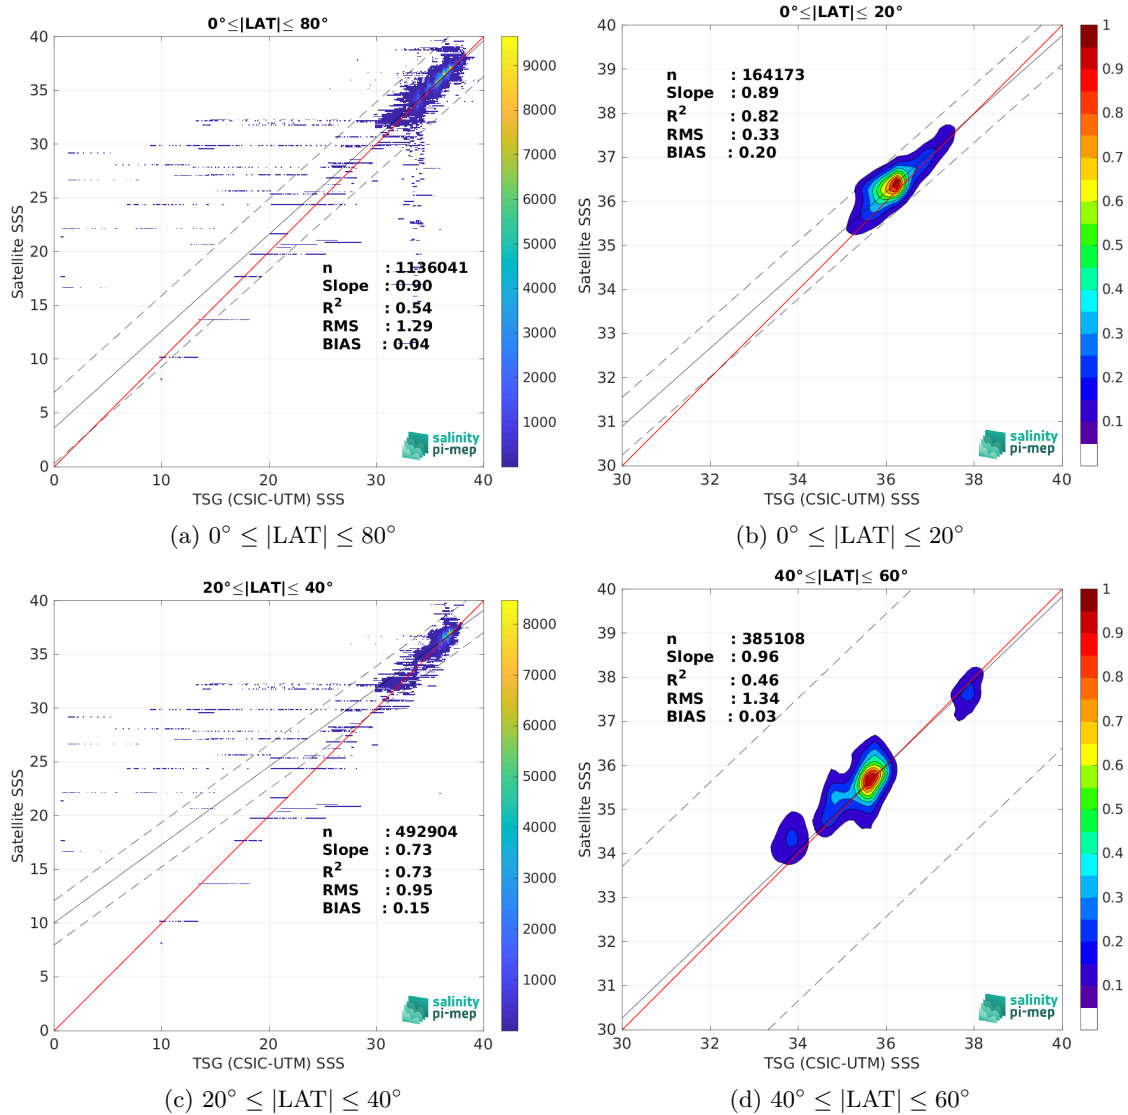 0°≤|LAT|≤ 80°
40
35
30
25
20
15
10
5
0
0
10
20
30
40
Satellite SSS
TSG (CSIC-UTM) SSS
n : 1136041
Slope : 0.90
R2 : 0.54
RMS : 1.29
BIAS : 0.04
salinity
pi-mep
9000
8000
7000
6000
5000
4000
3000
2000
1000
(a) 0° ≤ |LAT| ≤ 80°
0°≤|LAT|≤ 20°
40
39
38
37
36
35
34
33
32
31
30
30
32
34
36
38
40
Satellite SSS
TSG (CSIC-UTM) SSS
n : 164173
Slope : 0.89
R2 : 0.82
RMS : 0.33
BIAS : 0.20
salinity
pi-mep
1
0.9
0.8
0.7
0.6
0.5
0.4
0.3
0.2
0.1
(b) 0° ≤ |LAT| ≤ 20°
20°≤|LAT|≤ 40°
40
35
30
25
20
15
10
5
0
0
10
20
30
40
Satellite SSS
TSG (CSIC-UTM) SSS
n : 492904
Slope : 0.73
R2 : 0.73
RMS : 0.95
BIAS : 0.15
salinity
pi-mep
8000
7000
6000
5000
4000
3000
2000
1000
(c) 20° ≤ |LAT| ≤ 40°
40°≤|LAT|≤ 60°
40
39
38
37
36
35
34
33
32
31
30
30
32
34
36
38
40
Satellite SSS
TSG (CSIC-UTM) SSS
n : 385108
Slope : 0.96
R2 : 0.46
RMS : 1.34
BIAS : 0.03
salinity
pi-mep
1
0.9
0.8
0.7
0.6
0.5
0.4
0.3
0.2
0.1
(d) 40° ≤ |LAT| ≤ 60°